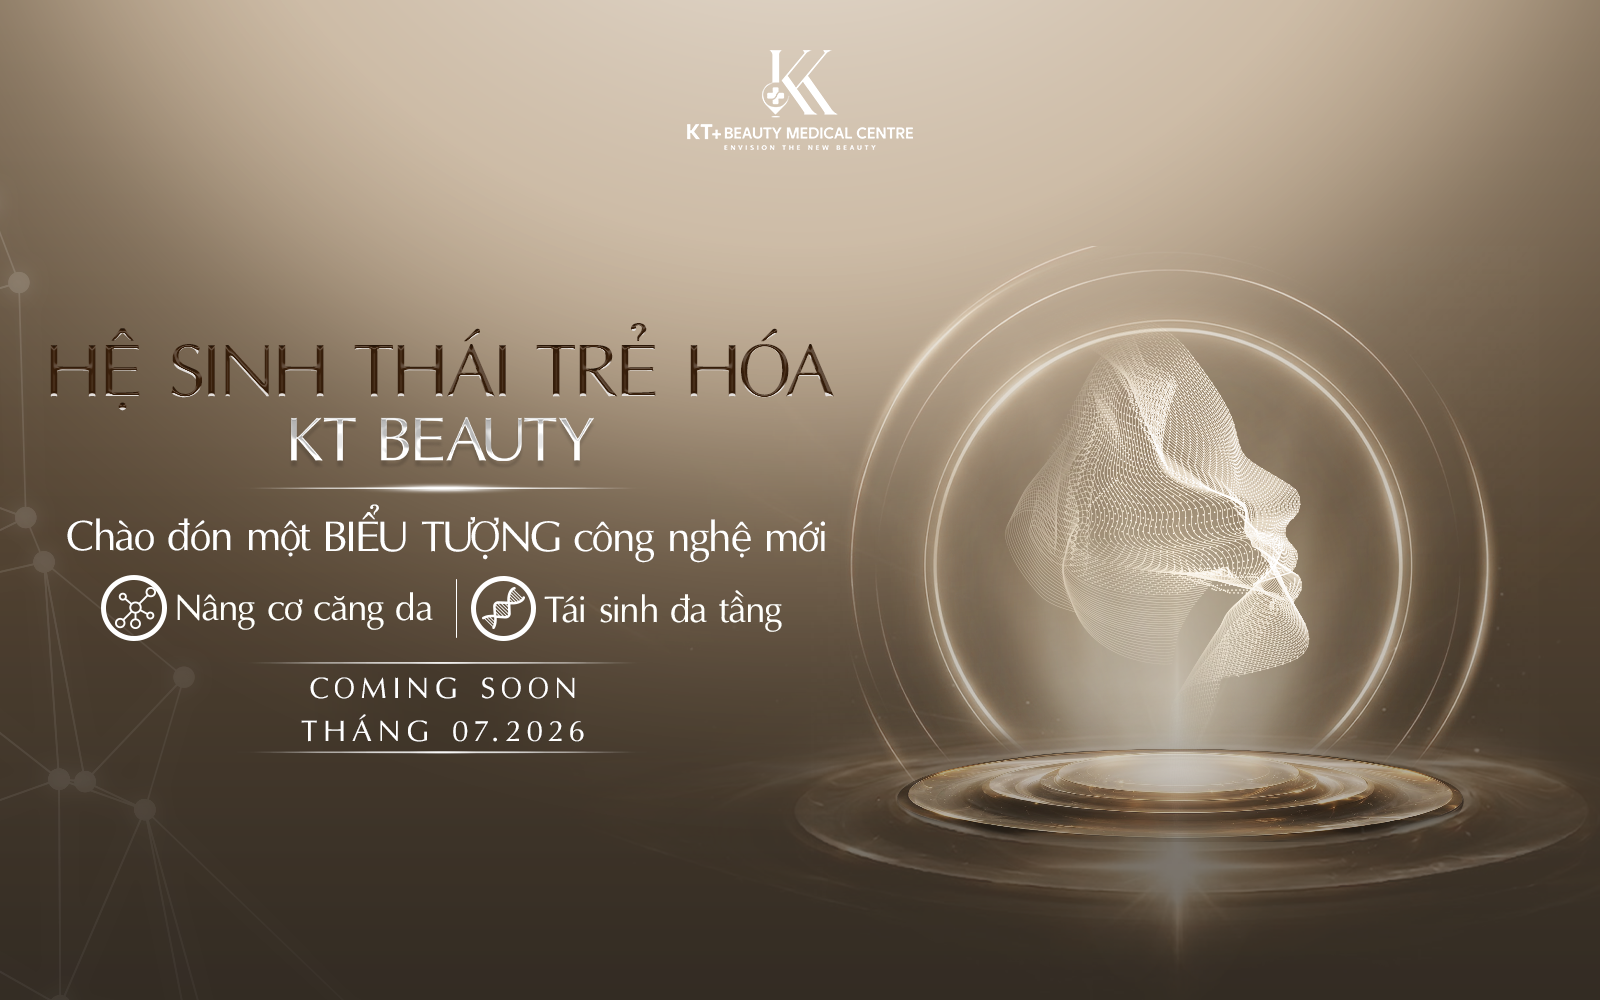 KT+ BEAUTY MEDICAL CENTRE
ENVISION THE NEW BEAUTY
HỆ SINH THÁI TRẺ HÓA
KT BEAUTY
Chào đón một BIỂU TƯỢNG công nghệ mới
Nâng cơ căng da | Tái sinh đa tầng
COMING SOON
THÁNG 07.2026